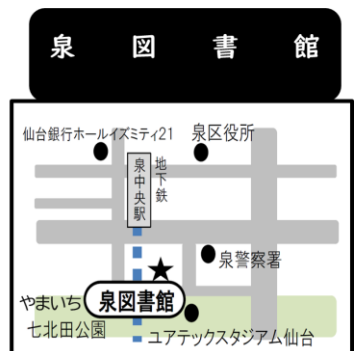 泉図書館
仙台銀行ホールイズミティ21
泉区役所
地下鉄
泉中央駅
泉警察署
やまいち
泉図書館
七北田公園
ユアテックスタジアム仙台